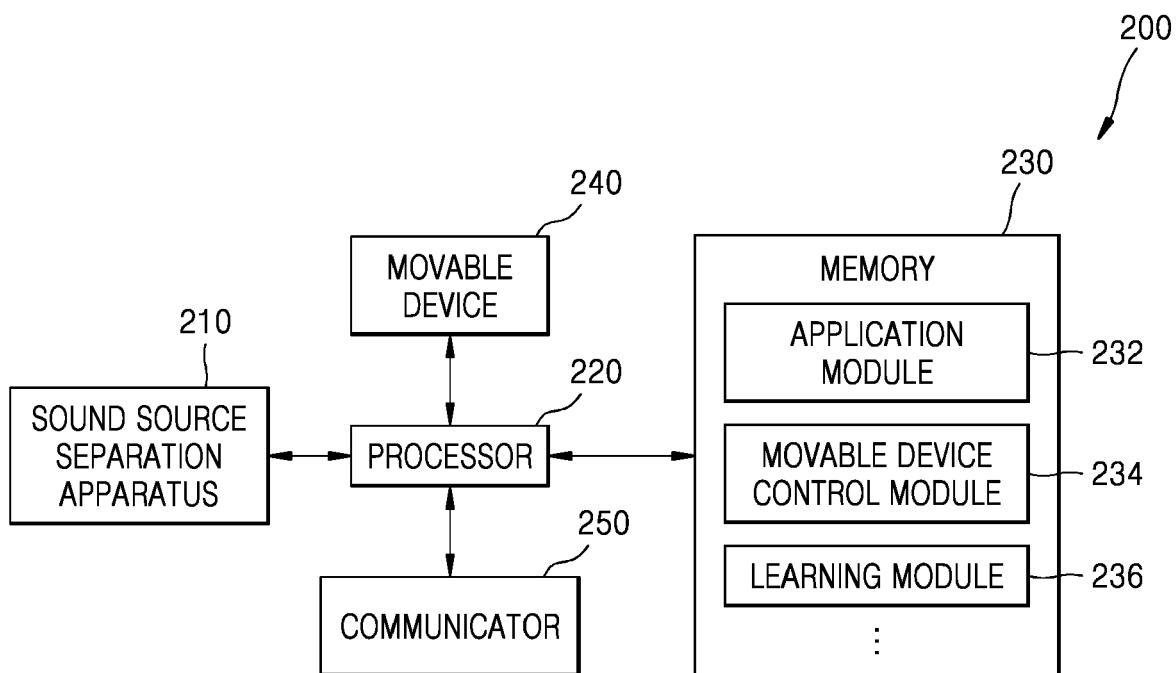 200
230
MEMORY
APPLICATION
MODULE
232
MOVABLE DEVICE
CONTROL MODULE
234
LEARNING MODULE
236
⋮
240
MOVABLE
DEVICE
210
SOUND SOURCE
SEPARATION
APPARATUS
220
PROCESSOR
250
COMMUNICATOR